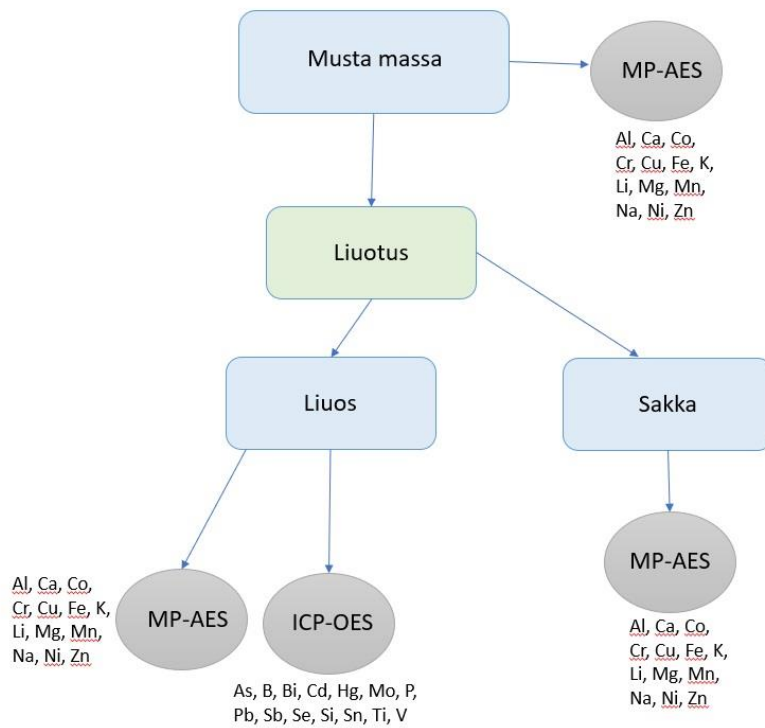 Musta massa
MP-AES
Al, Ca, Co,
Cr, Cu, Fe, K,
Li, Mg, Mn,
Na, Ni, Zn
Liuotus
Liuos
Sakka
MP-AES
Al, Ca, Co,
Cr, Cu, Fe, K,
Li, Mg, Mn,
Na, Ni, Zn
ICP-OES
As, B, Bi, Cd, Hg, Mo, P,
Pb, Sb, Se, Si, Sn, Ti, V
MP-AES
Al, Ca, Co,
Cr, Cu, Fe, K,
Li, Mg, Mn,
Na, Ni, Zn